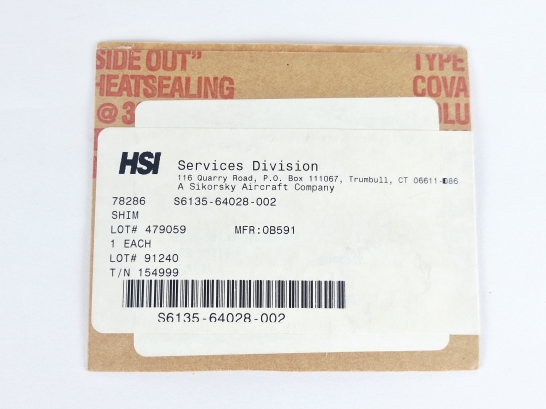 SIDE OUT" TYPE
HEATSEALING COVA
@ 3 OLU
HSI Services Division
116 Quarry Road, P.O. Box 111067, Trumbull, CT 06611-
A Sikorsky Aircraft Company
78286 S6135-64028-002
SHIM
LOT# 479059 MFR:OB591
1 EACH
LOT# 91240
T/N 154999
S6135-64028-002